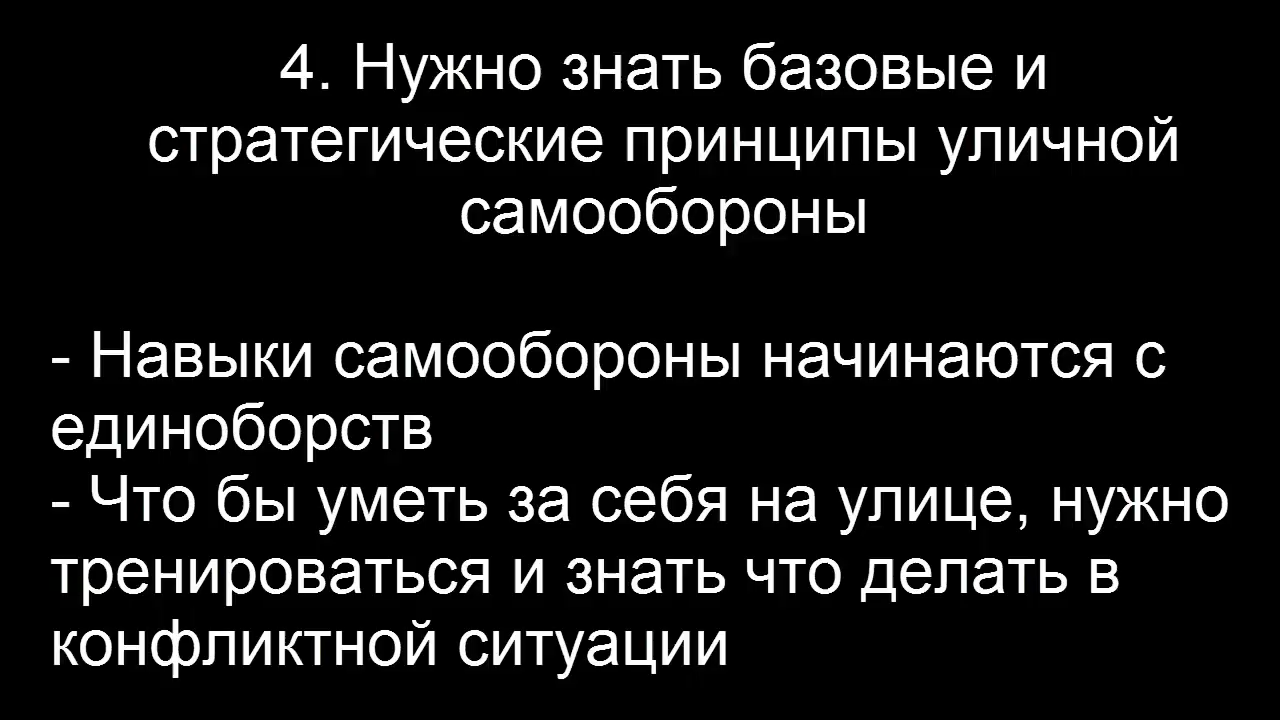 4. Нужно знать базовые и
стратегические принципы уличной
самообороны
- Навыки самообороны начинаются с
единоборств
- Что бы уметь за себя на улице, нужно
тренироваться и знать что делать в
конфликтной ситуации